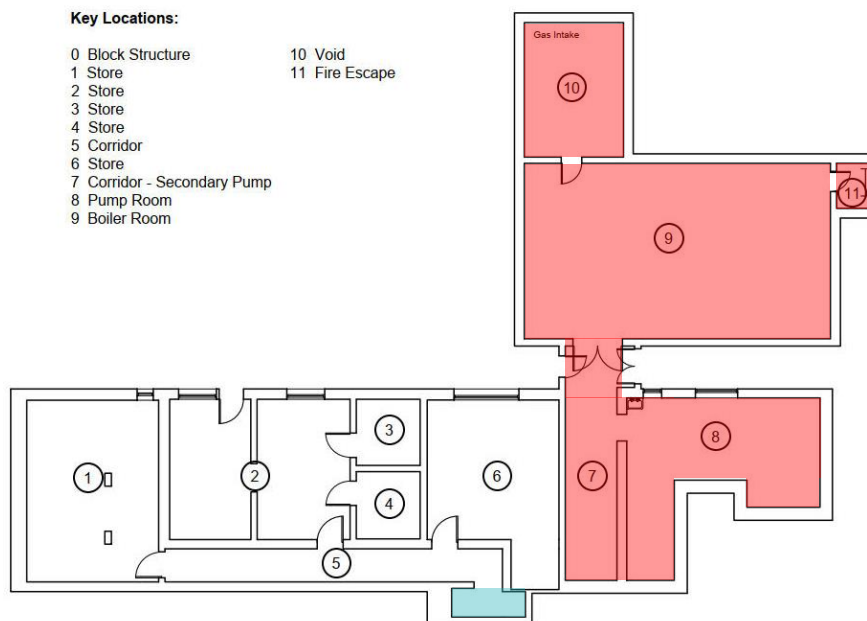 Key Locations:
0 Block Structure
1 Store
2 Store
3 Store
4 Store
5 Corridor
6 Store
7 Corridor - Secondary Pump
8 Pump Room
9 Boiler Room
10 Void
11 Fire Escape
Gas Intake
10
11
9
3
8
1
2
4
6
7
5